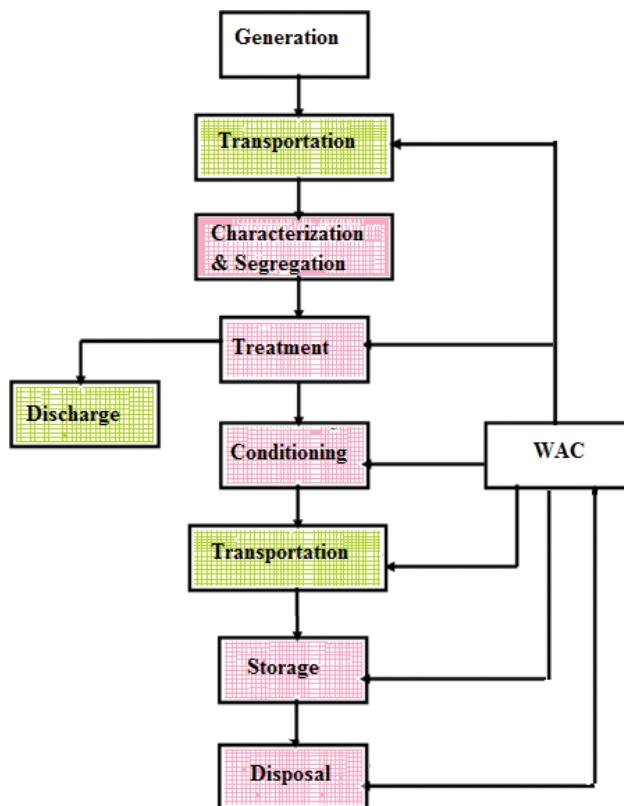 Generation
Transportation
Characterization
& Segregation
Treatment
Discharge
Conditioning
WAC
Transportation
Storage
Disposal